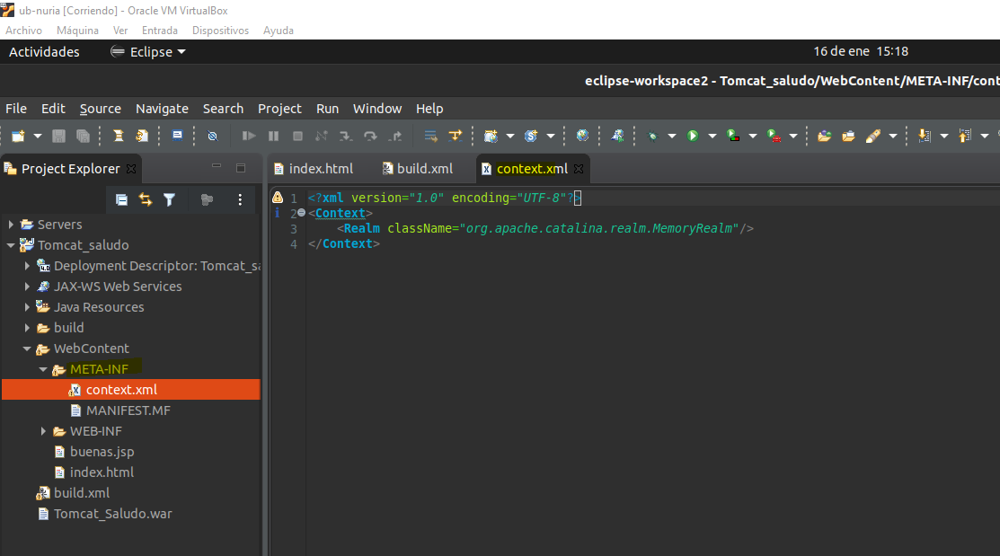 ub-nuria [Corriendo] - Oracle VM VirtualBox
Archivo Máquina Ver Entrada Dispositivos Ayuda
Actividades Eclipse 16 de ene 15:18
eclipse-workspace2 - Tomcat_saludo/WebContent/META-INF/cont
File Edit Source Navigate Search Project Run Window Help
Project Explorer
index.html build.xml context.xml
Servers
Tomcat_saludo
Deployment Descriptor: Tomcat_sa
JAX-WS Web Services
Java Resources
build
WebContent
META-INF
context.xml
MANIFEST.MF
WEB-INF
buenas.jsp
index.html
build.xml
Tomcat_Saludo.war
1 <?xml version="1.0" encoding="UTF-8"?>
2 <Context>
3 <Realm className="org.apache.catalina.realm.MemoryRealm"/>
4 </Context>